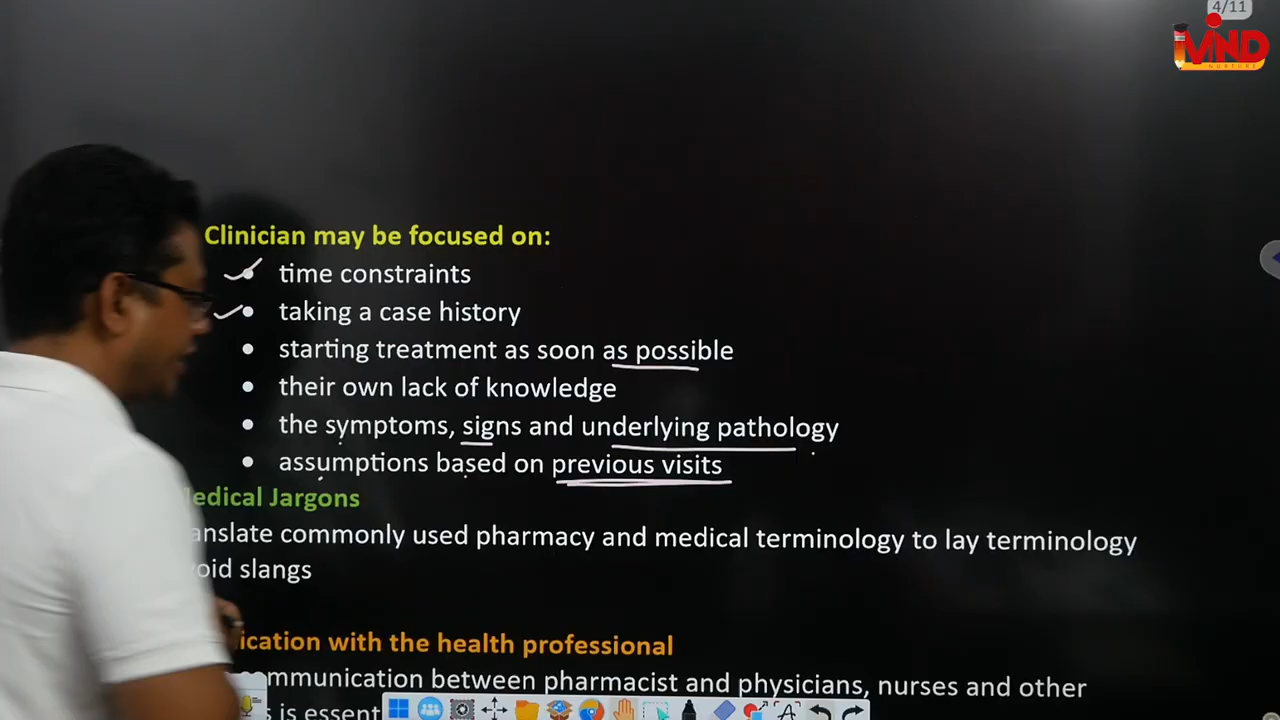 4/11
MIND
NURTURE
Clinician may be focused on:
• time constraints
• taking a case history
• starting treatment as soon as possible
• their own lack of knowledge
• the symptoms, signs and underlying pathology
• assumptions based on previous visits
edical Jargons
anslate commonly used pharmacy and medical terminology to lay terminology
void slangs
ication with the health professional
mmunication between pharmacist and physicians, nurses and other
s is essent